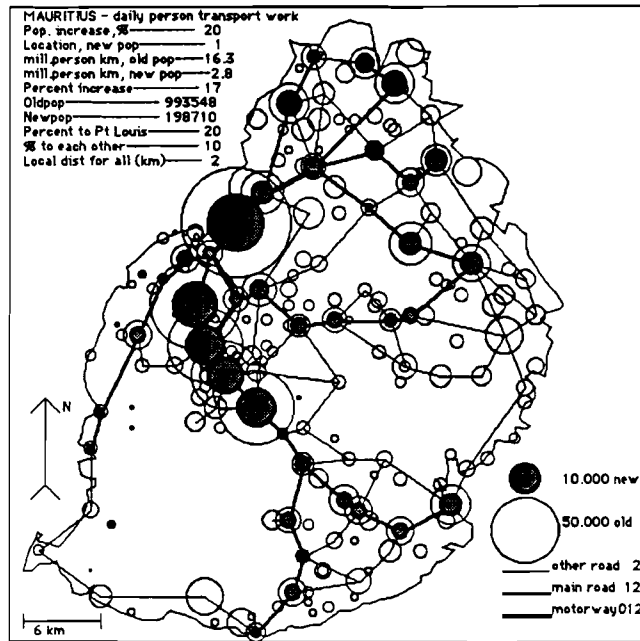 MAURITIUS - daily person transport work
Pop. increase, % 20
Location, new pop 1
mill.person km, old pop 16.3
mill.person km, new pop 2.8
Percent increase 17
Oldpop 993548
Newpop 198710
Percent to Pt Louis 20
% to each other 10
Local dist for all (km) 2
N
10.000 new
50.000 old
other road 2
main road 12
motorway 012
6 km